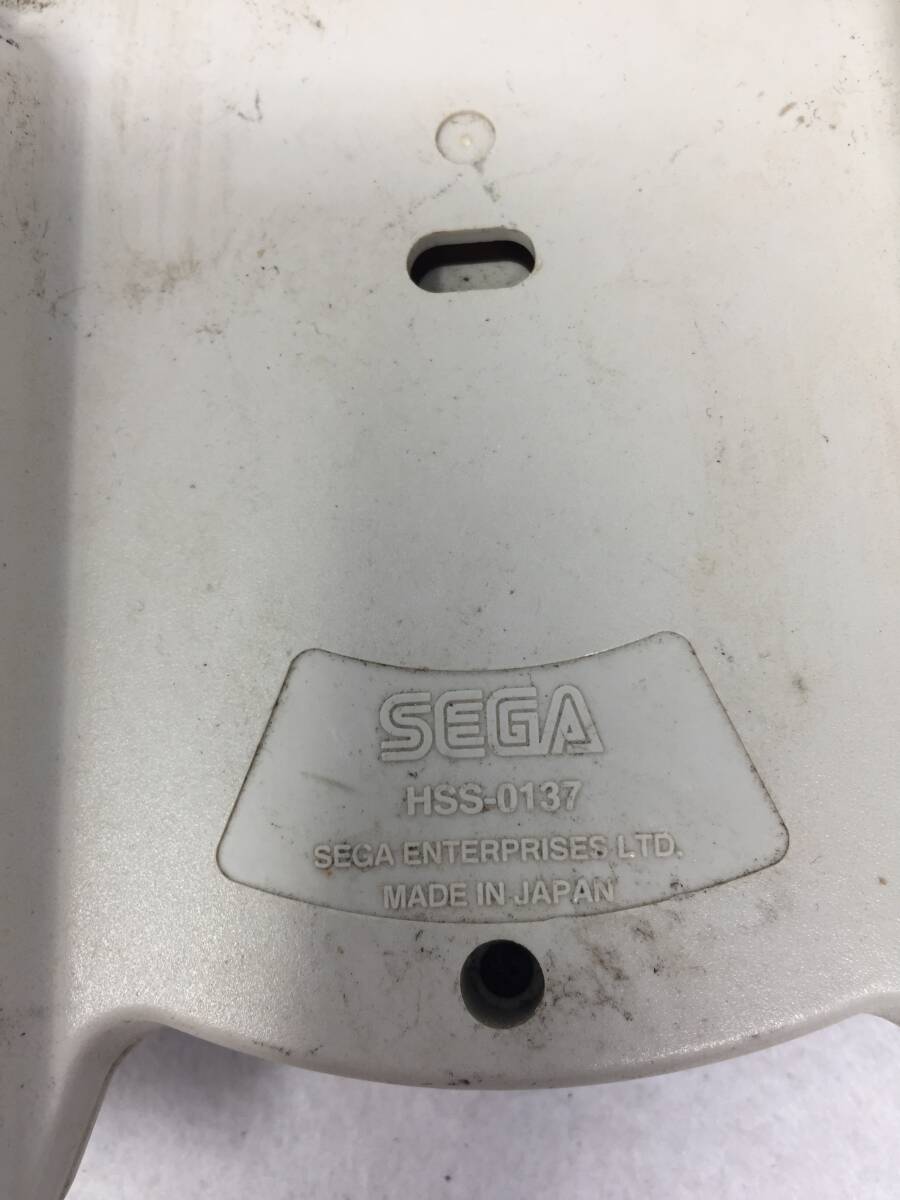 SEGA
HSS-0137
SEGA ENTERPRISES LTD.
MADE IN JAPAN